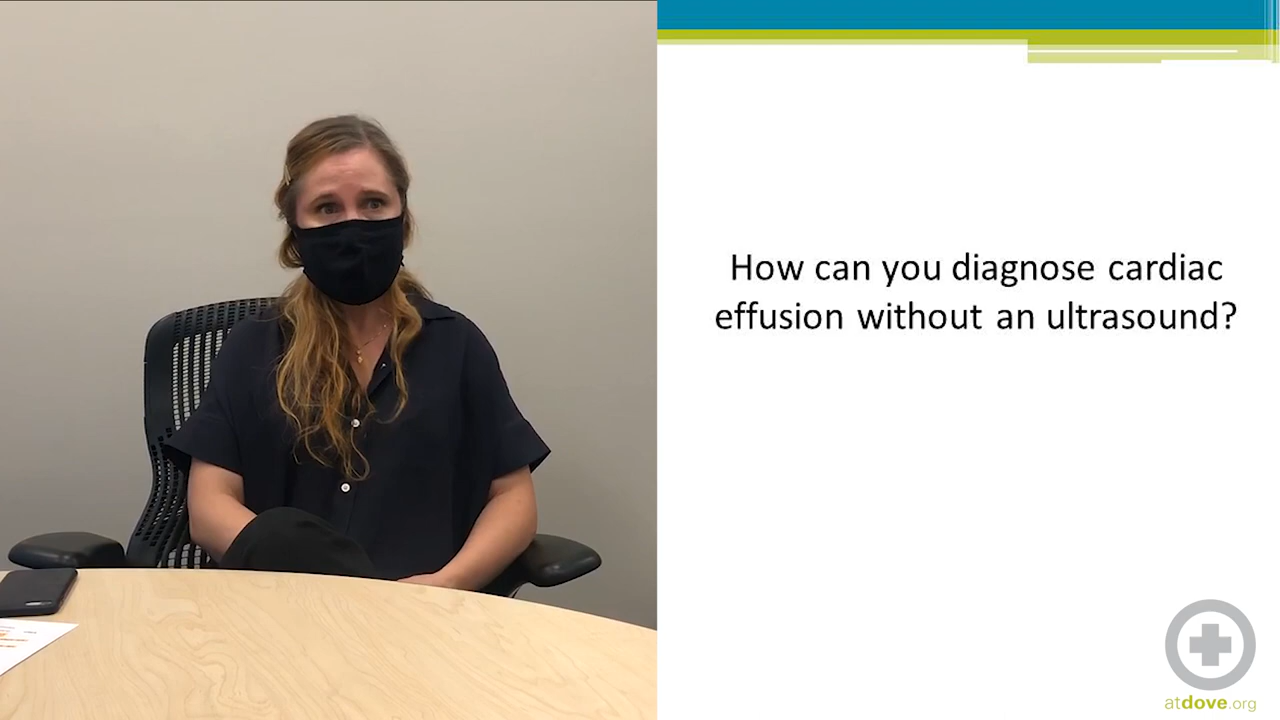 How can you diagnose cardiac
effusion without an ultrasound?
atdove.org